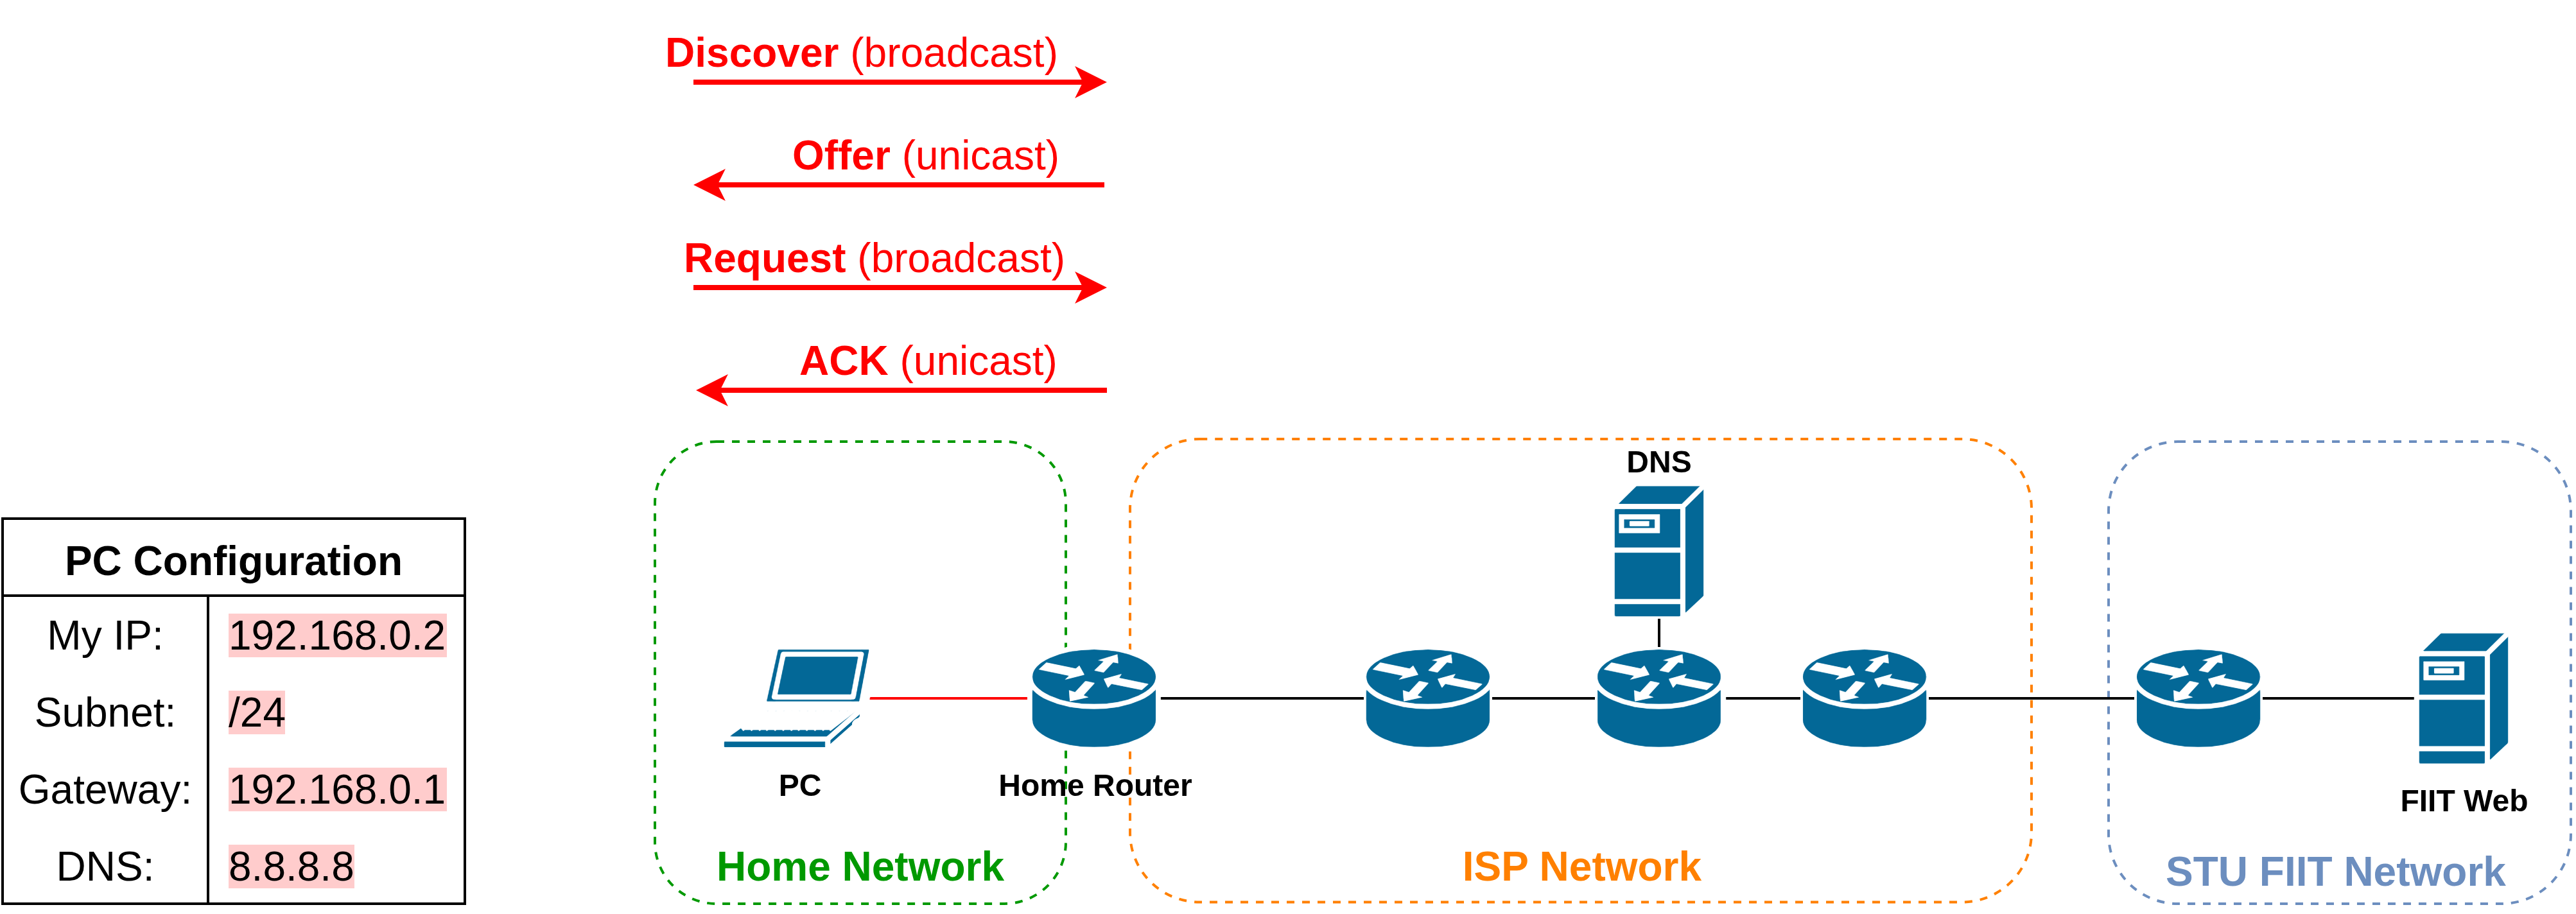 Discover (broadcast)
Offer (unicast)
Request (broadcast)
ACK (unicast)
PC Configuration
My IP: 192.168.0.2
Subnet: /24
Gateway: 192.168.0.1
DNS: 8.8.8.8
PC
Home Router
Home Network
DNS
ISP Network
FIIT Web
STU FIIT Network